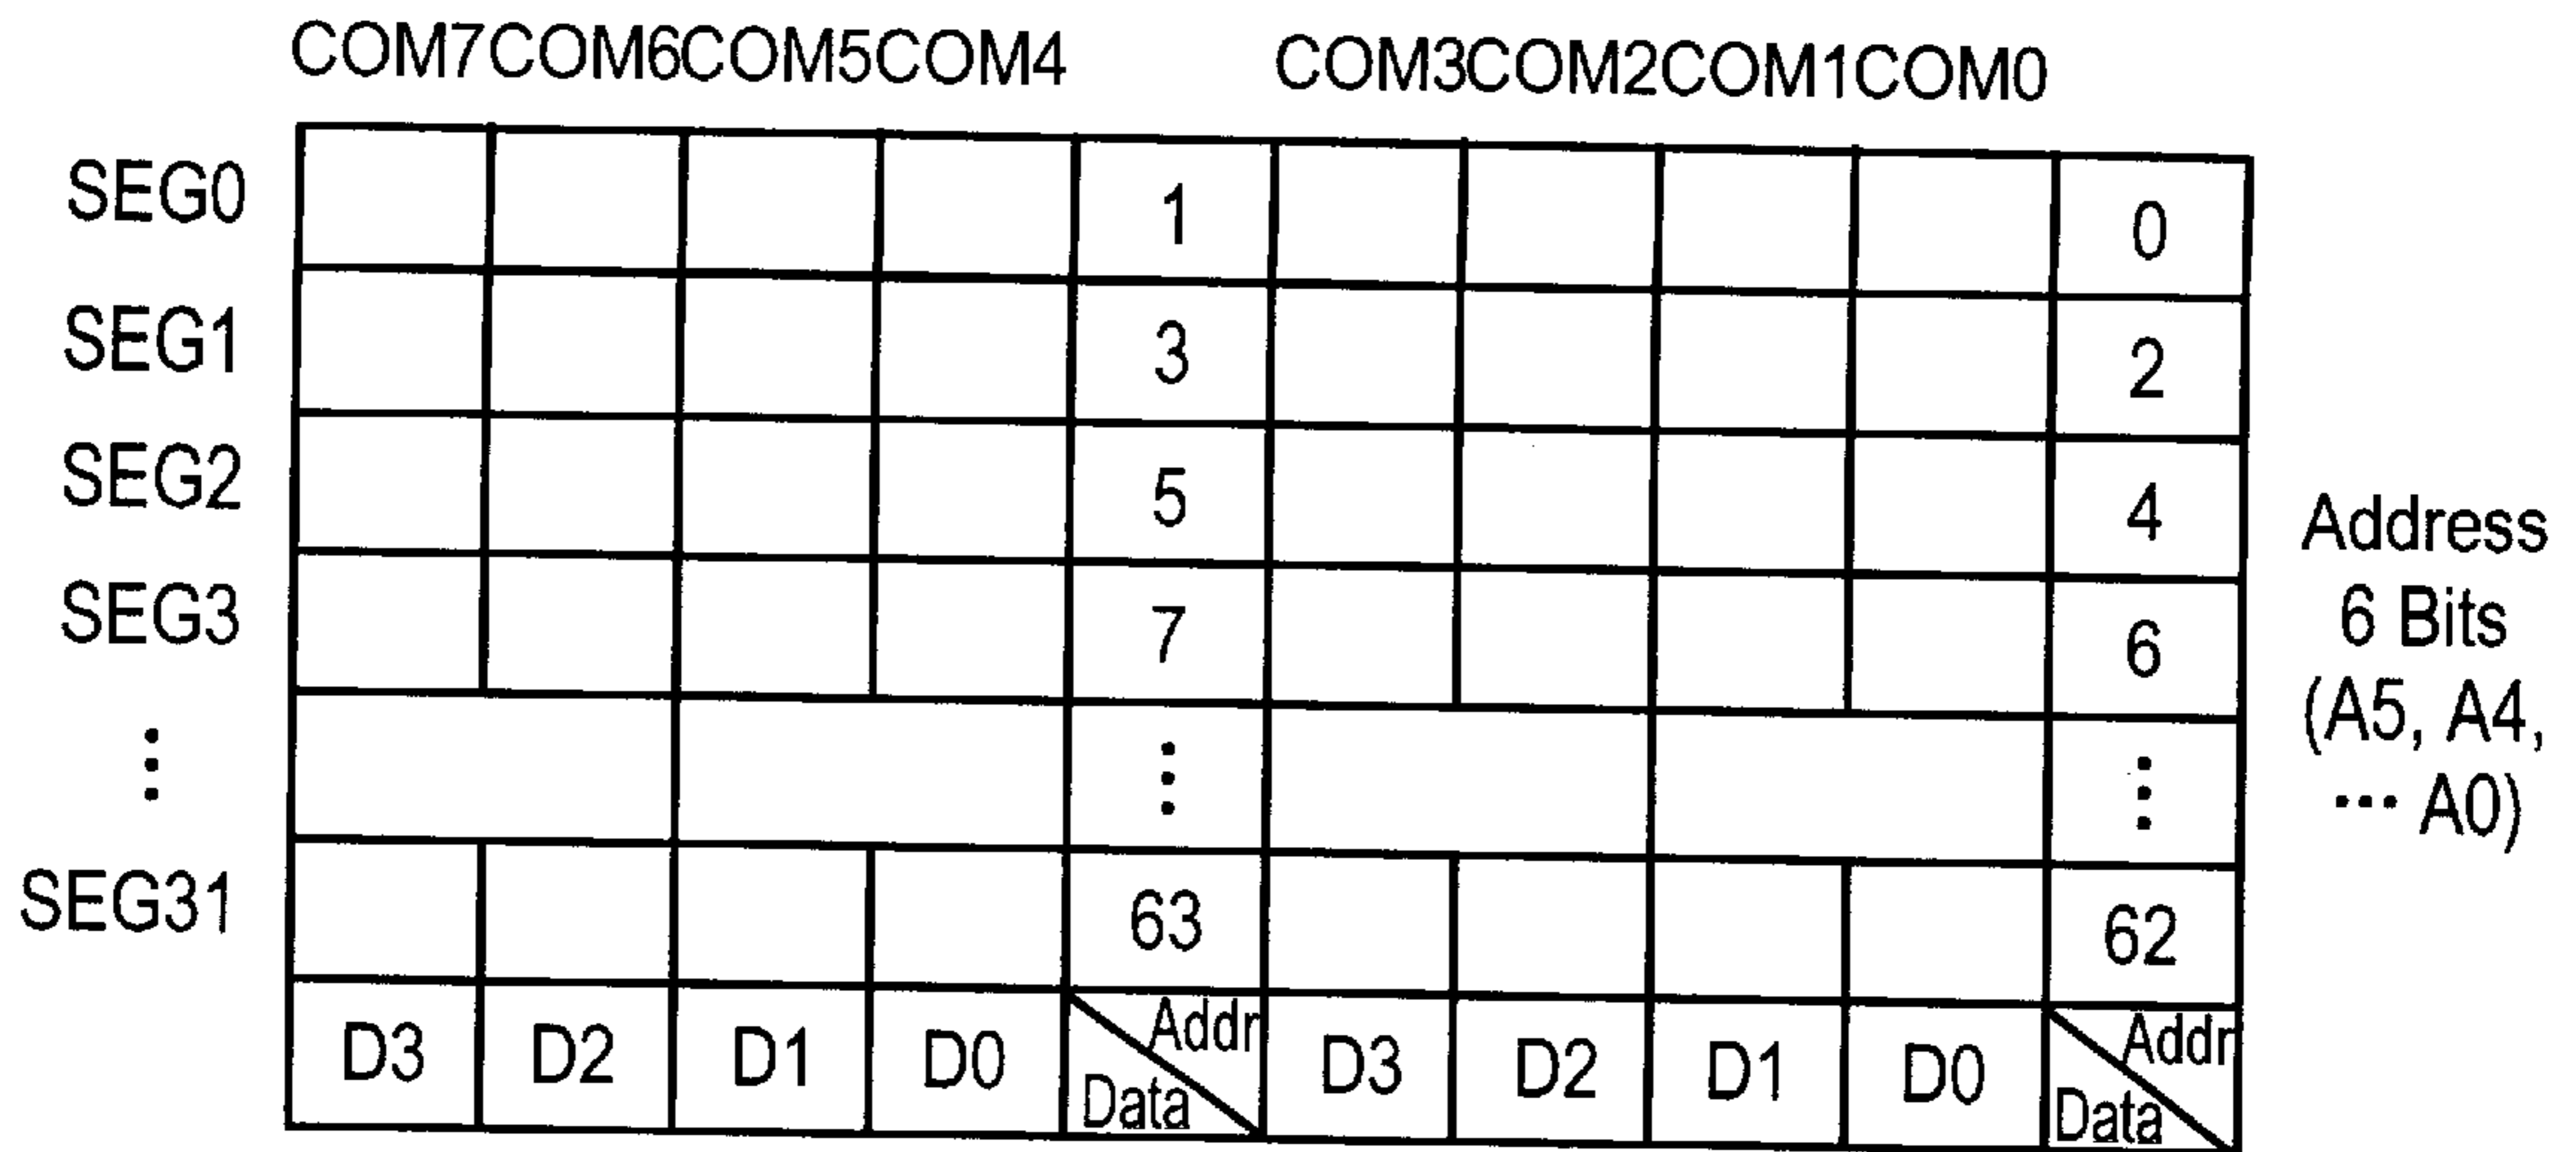 COM7COM6COM5COM4 COM3COM2COM1COM0
SEG0 1 0
SEG1 3 2
SEG2 5 4
SEG3 7 6
⋮ ⋮ ⋮
SEG31 63 62
D3 D2 D1 D0 Addr Data D3 D2 D1 D0 Addr Data
Address
6 Bits
(A5, A4,
··· A0)